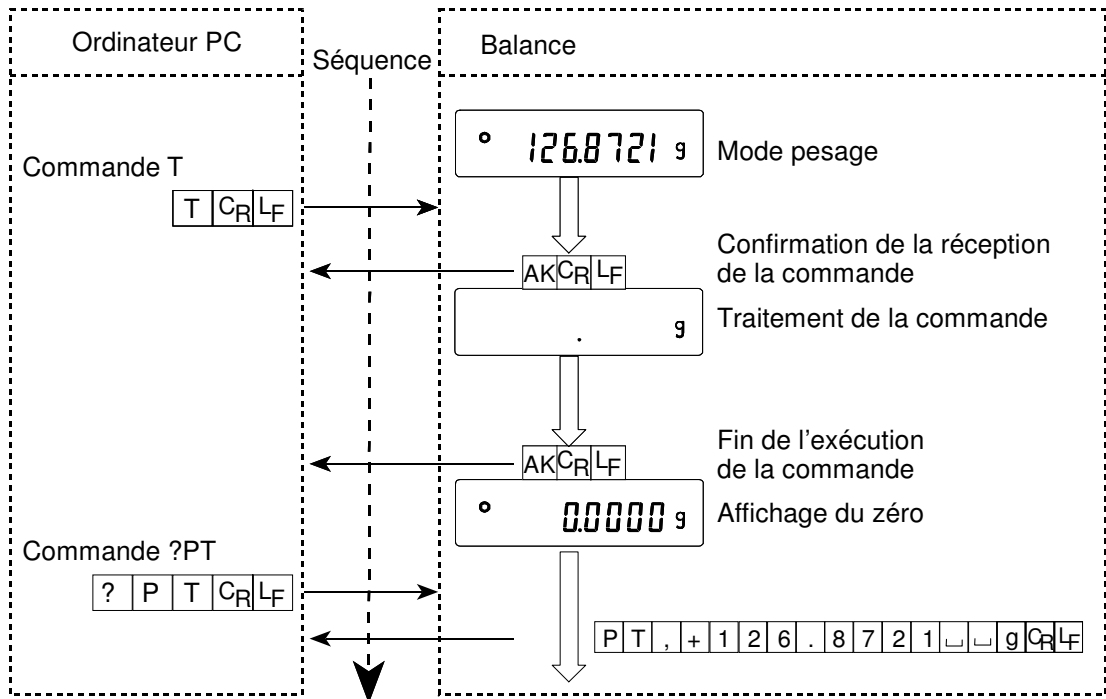 Ordinateur PC
Séquence
Balance
126.8721 g
Mode pesage
Commande T
T CR LF
Confirmation de la réception
de la commande
AK CR LF
. g
Traitement de la commande
Fin de l'exécution
de la commande
AK CR LF
0.0000 g
Affichage du zéro
Commande ?PT
? P T CR LF
P T , + 1 2 6 . 8 7 2 1 ␣ ␣ g CR LF